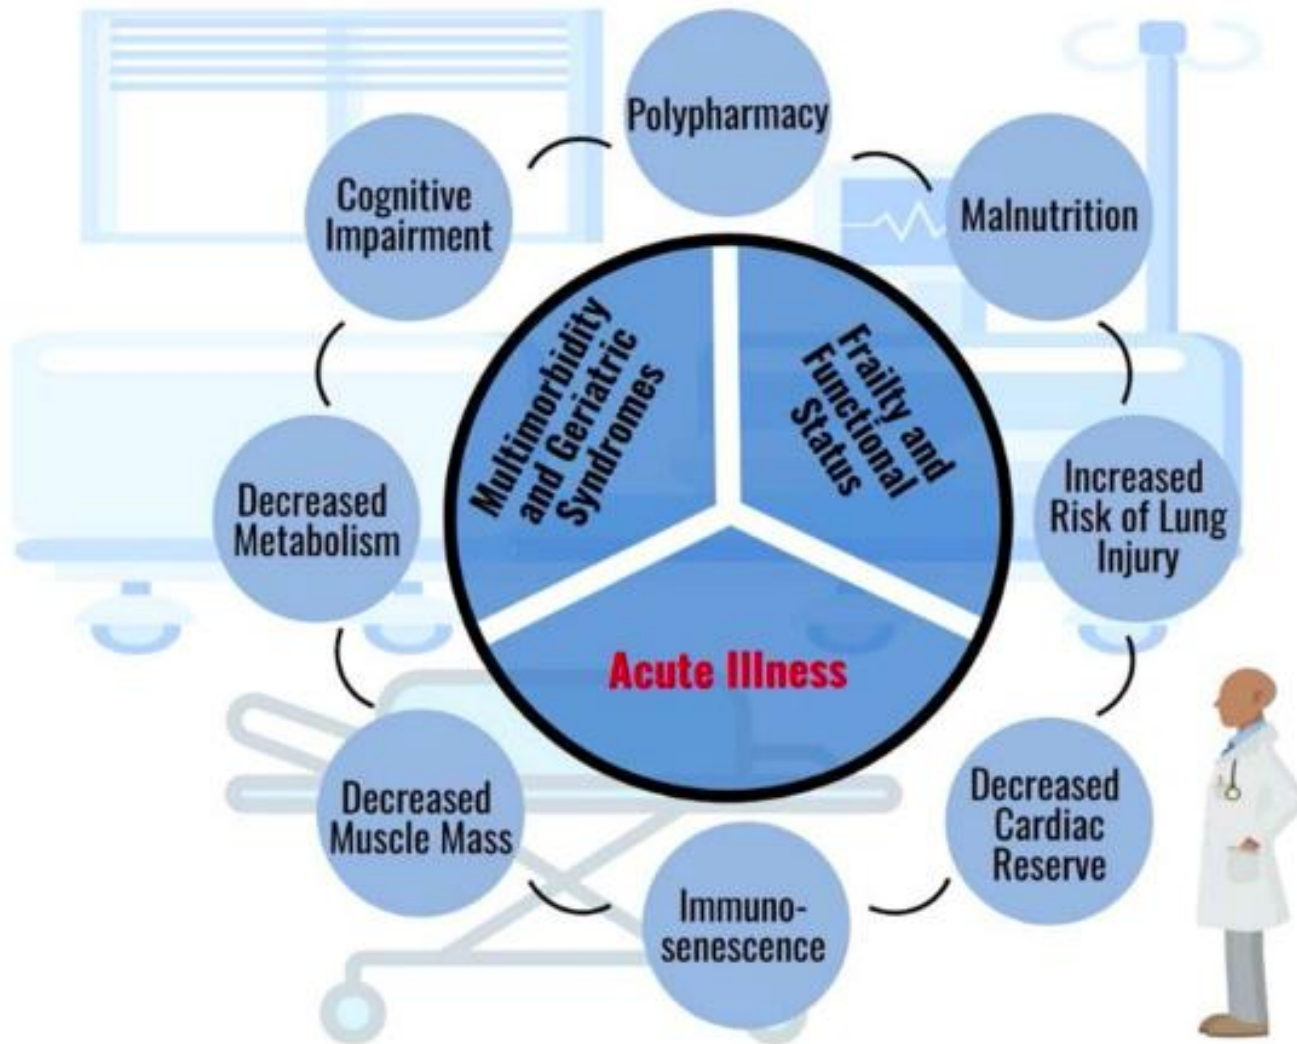 Polypharmacy
Malnutrition
Increased
Risk of Lung
Injury
Decreased
Cardiac
Reserve
Immuno-
senescence
Decreased
Muscle Mass
Decreased
Metabolism
Cognitive
Impairment
Multimorbidity
and Geriatric
Syndromes
Frailty and
Functional
Status
Acute Illness